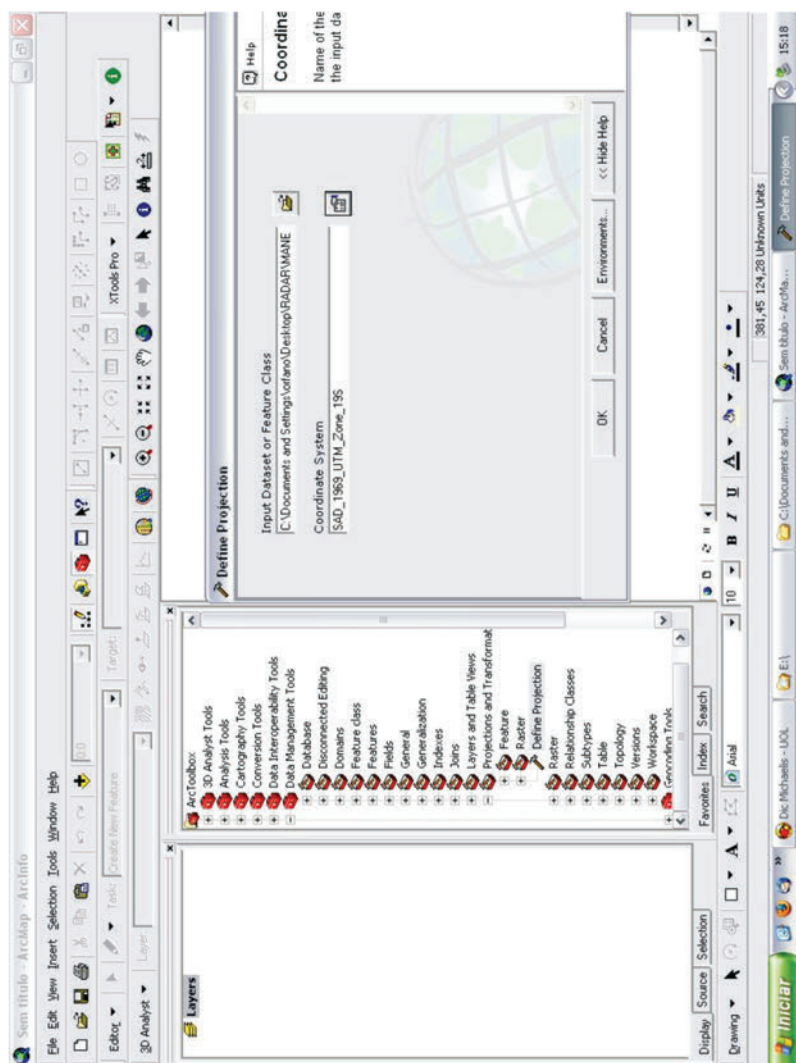 Sem título - ArcMap - ArcInfo
File Edit View Insert Selection Tools Window Help
Editor Task: Create New Feature Target: XTools Pro
3D Analyst Layer:
Layers
Display Source Selection
ArcToolbox
3D Analyst Tools
Analysis Tools
Cartography Tools
Conversion Tools
Data Interoperability Tools
Data Management Tools
Database
Disconnected Editing
Domains
Feature class
Features
Fields
General
Generalization
Indexes
Joins
Layers and Table Views
Projections and Transformat
Feature
Raster
Define Projection
Raster
Relationship Classes
Subtypes
Table
Topology
Versions
Workspace
Geocoding Tools
Favorites Index Search
Define Projection
Input Dataset or Feature Class
C:\Documents and Settings\orfano\Desktop\RADAR\MANE
Coordinate System
SAD_1969_UTM_Zone_19S
OK Cancel Environments... << Hide Help
Help
Coordina
Name of the
the input da
Drawing A Arial 10 B I U A
381,45 124,28 Unknown Units
Iniciar » Dic Michaelis - UOL E:\ C:\Documents and... Sem título - ArcMa... Define Projection 15:18